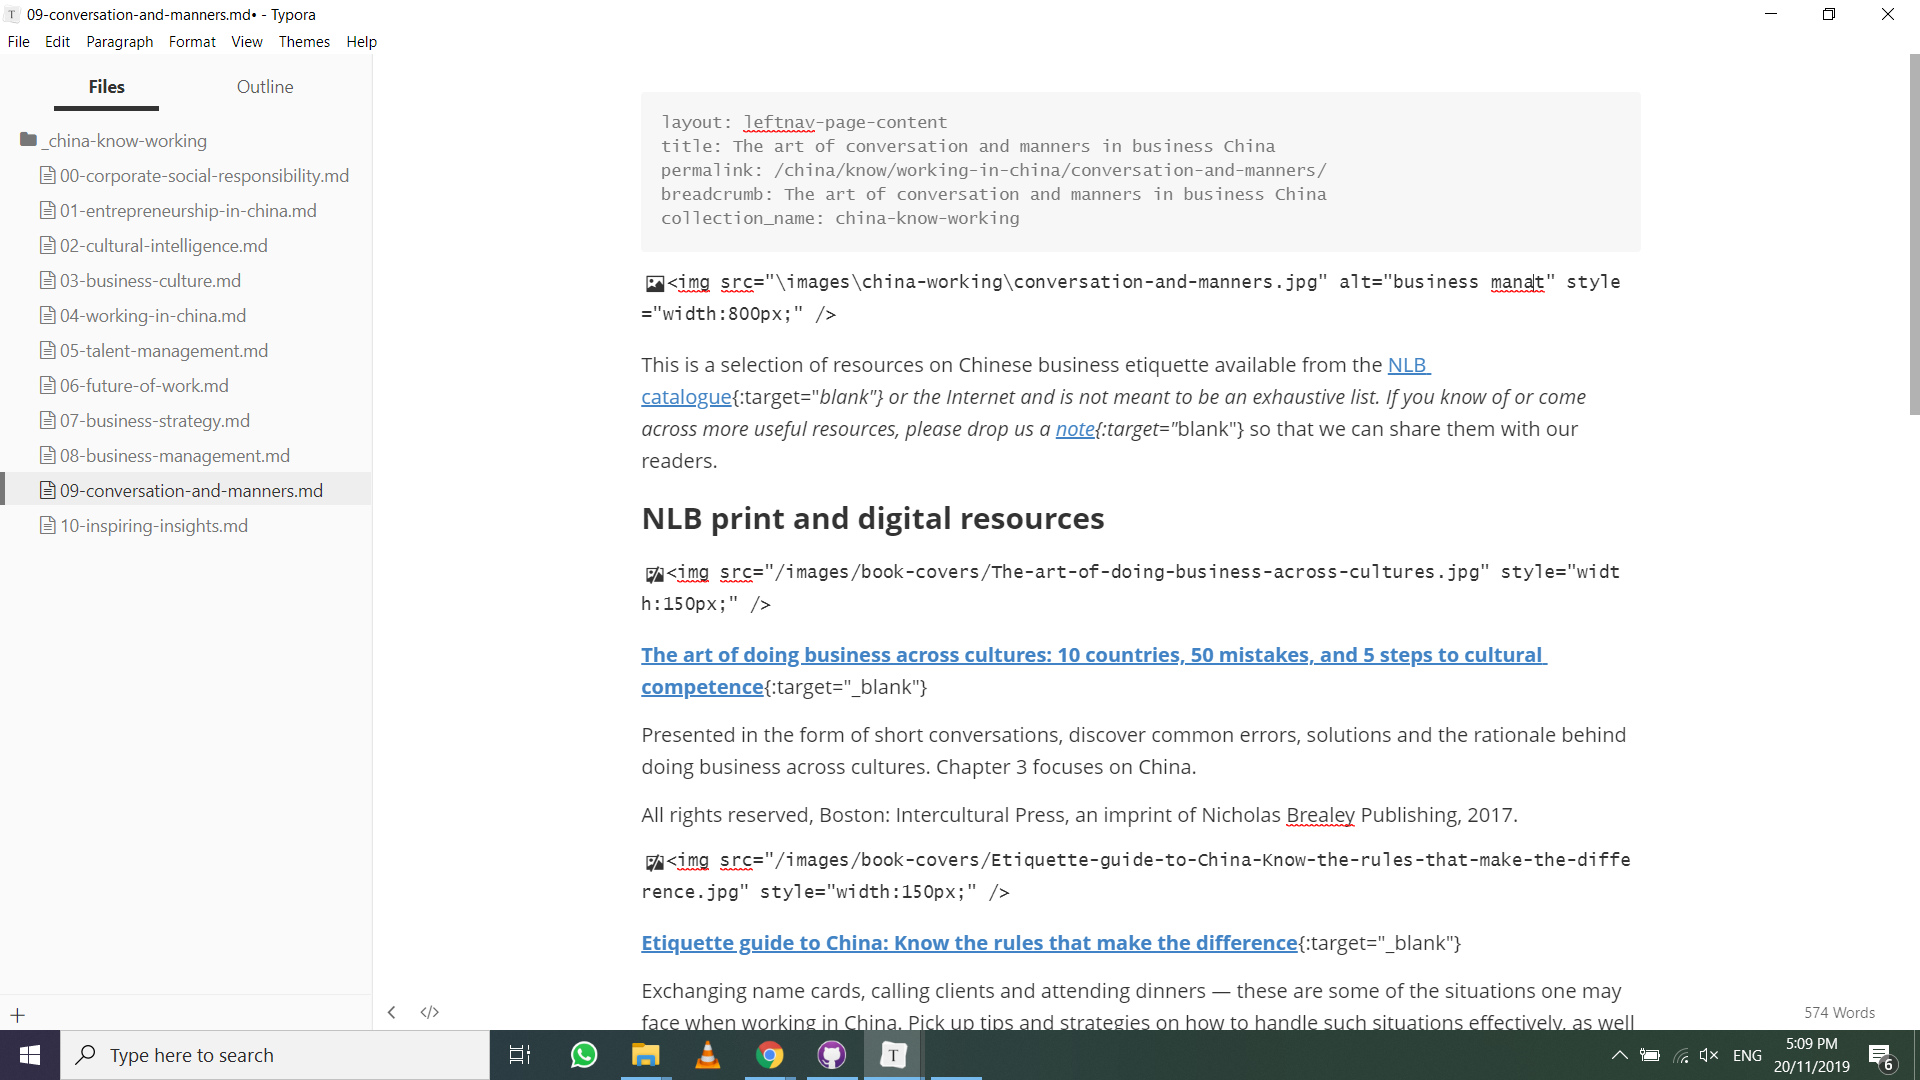 09-conversation-and-manners.md• - Typora
File Edit Paragraph Format View Themes Help
Files Outline
_china-know-working
00-corporate-social-responsibility.md
01-entrepreneurship-in-china.md
02-cultural-intelligence.md
03-business-culture.md
04-working-in-china.md
05-talent-management.md
06-future-of-work.md
07-business-strategy.md
08-business-management.md
09-conversation-and-manners.md
10-inspiring-insights.md
layout: leftnav-page-content
title: The art of conversation and manners in business China
permalink: /china/know/working-in-china/conversation-and-manners/
breadcrumb: The art of conversation and manners in business China
collection_name: china-know-working
<img src="\images\china-working\conversation-and-manners.jpg" alt="business manat" style
="width:800px;" />
This is a selection of resources on Chinese business etiquette available from the NLB
catalogue{:target="blank"} or the Internet and is not meant to be an exhaustive list. If you know of or come
across more useful resources, please drop us a note{:target="blank"} so that we can share them with our
readers.
NLB print and digital resources
<img src="/images/book-covers/The-art-of-doing-business-across-cultures.jpg" style="widt
h:150px;" />
The art of doing business across cultures: 10 countries, 50 mistakes, and 5 steps to cultural
competence{:target="_blank"}
Presented in the form of short conversations, discover common errors, solutions and the rationale behind
doing business across cultures. Chapter 3 focuses on China.
All rights reserved, Boston: Intercultural Press, an imprint of Nicholas Brealey Publishing, 2017.
<img src="/images/book-covers/Etiquette-guide-to-China-Know-the-rules-that-make-the-diffe
rence.jpg" style="width:150px;" />
Etiquette guide to China: Know the rules that make the difference{:target="_blank"}
Exchanging name cards, calling clients and attending dinners — these are some of the situations one may
face when working in China. Pick up tips and strategies on how to handle such situations effectively, as well
574 Words
Type here to search
T
ENG
5:09 PM
20/11/2019
6